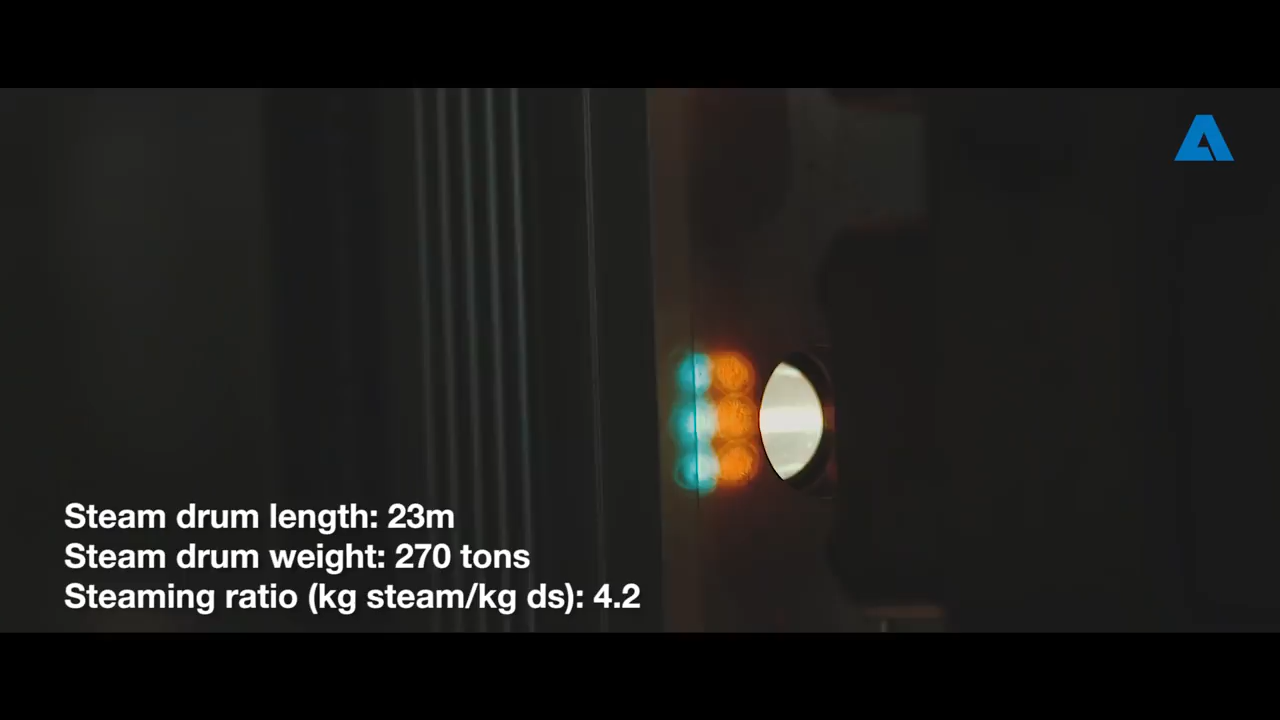 Steam drum length: 23m
Steam drum weight: 270 tons
Steaming ratio (kg steam/kg ds): 4.2